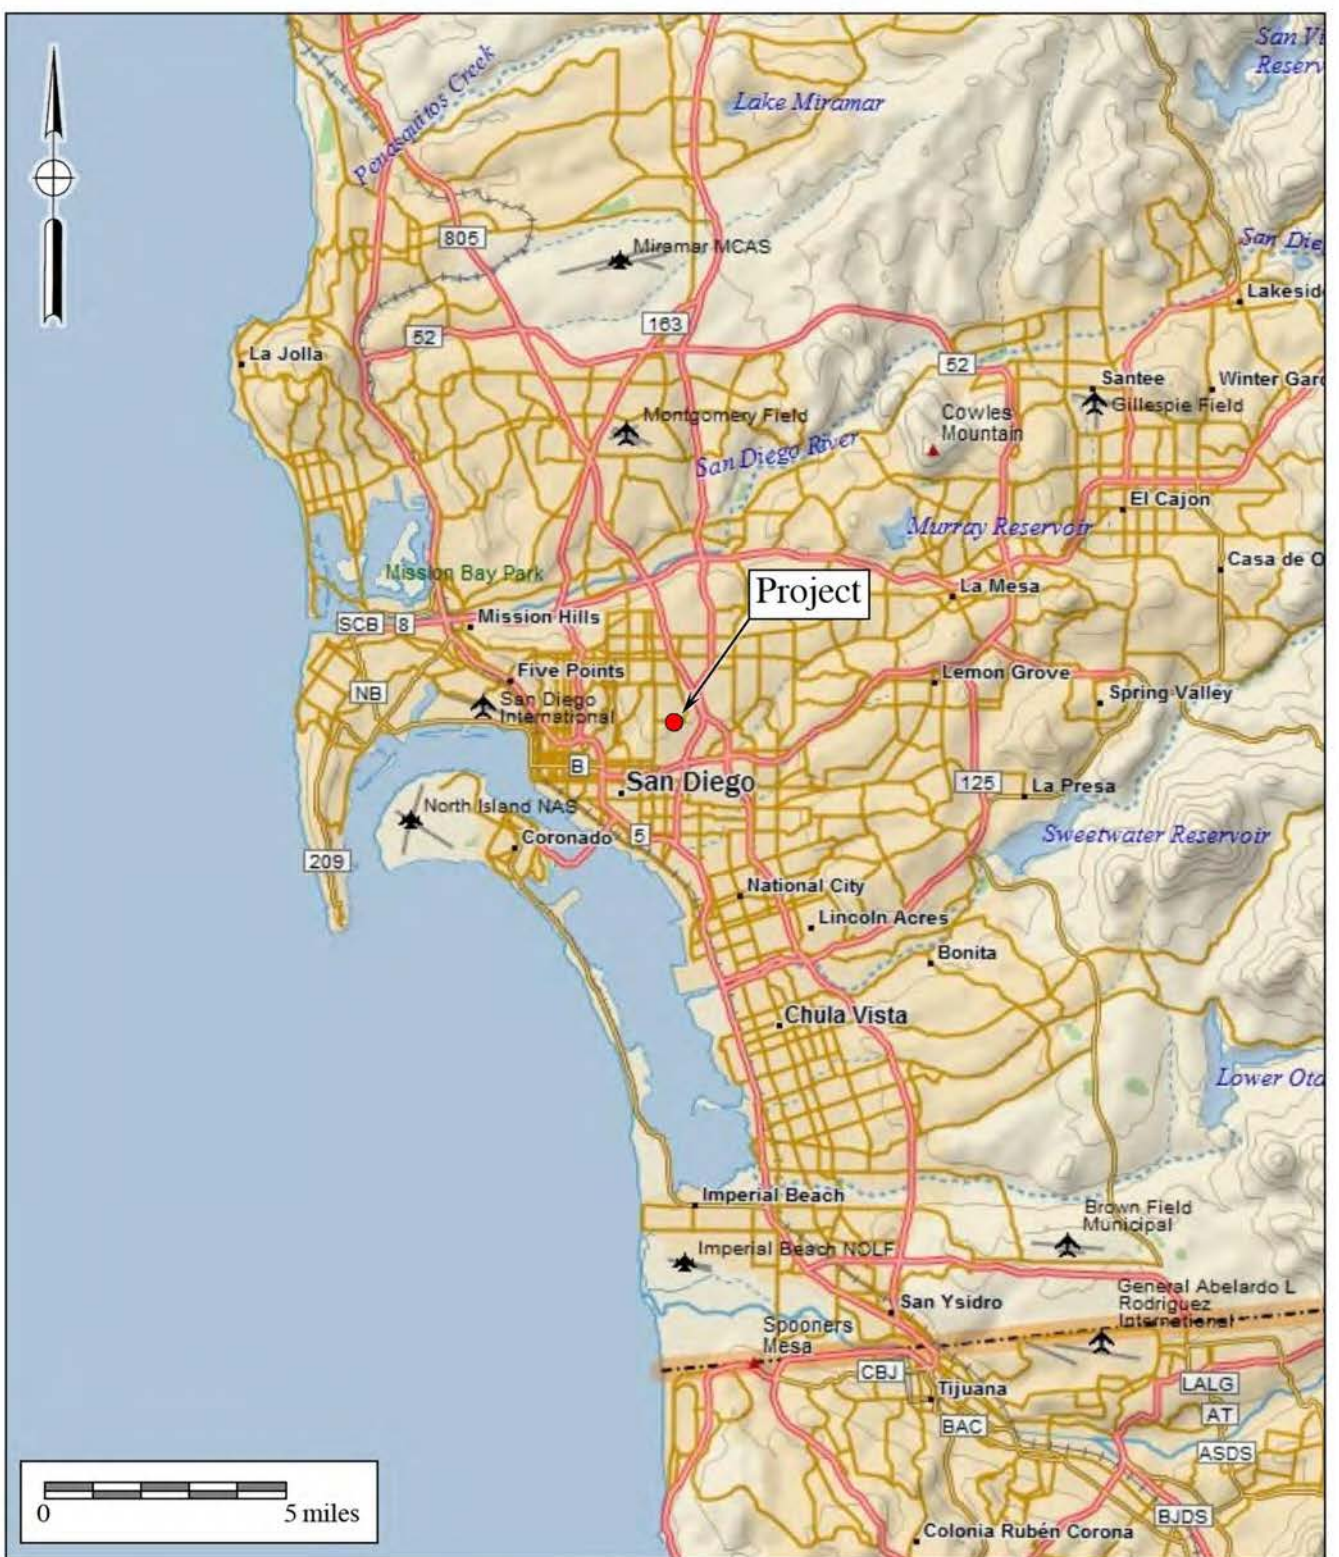 San Vi
Reserv
Penasquitos Creek
Lake Miramar
805
Miramar MCAS
San Die
Lakesid
163
52
La Jolla
52
Santee
Winter Gard
Gillespie Field
Montgomery Field
Cowles
Mountain
San Diego River
El Cajon
Murray Reservoir
Casa de O
Mission Bay Park
Project
La Mesa
SCB
8
Mission Hills
Five Points
Lemon Grove
NB
San Diego
International
Spring Valley
B
San Diego
125
La Presa
North Island NAS
Coronado
5
Sweetwater Reservoir
209
National City
Lincoln Acres
Bonita
Chula Vista
Lower Ota
Imperial Beach
Brown Field
Municipal
Imperial Beach NOLF
General Abelardo L
Rodriguez
International
San Ysidro
Spooners
Mesa
CBJ
Tijuana
LALG
AT
BAC
ASDS
0
5 miles
BJDS
Colonia Rubén Corona